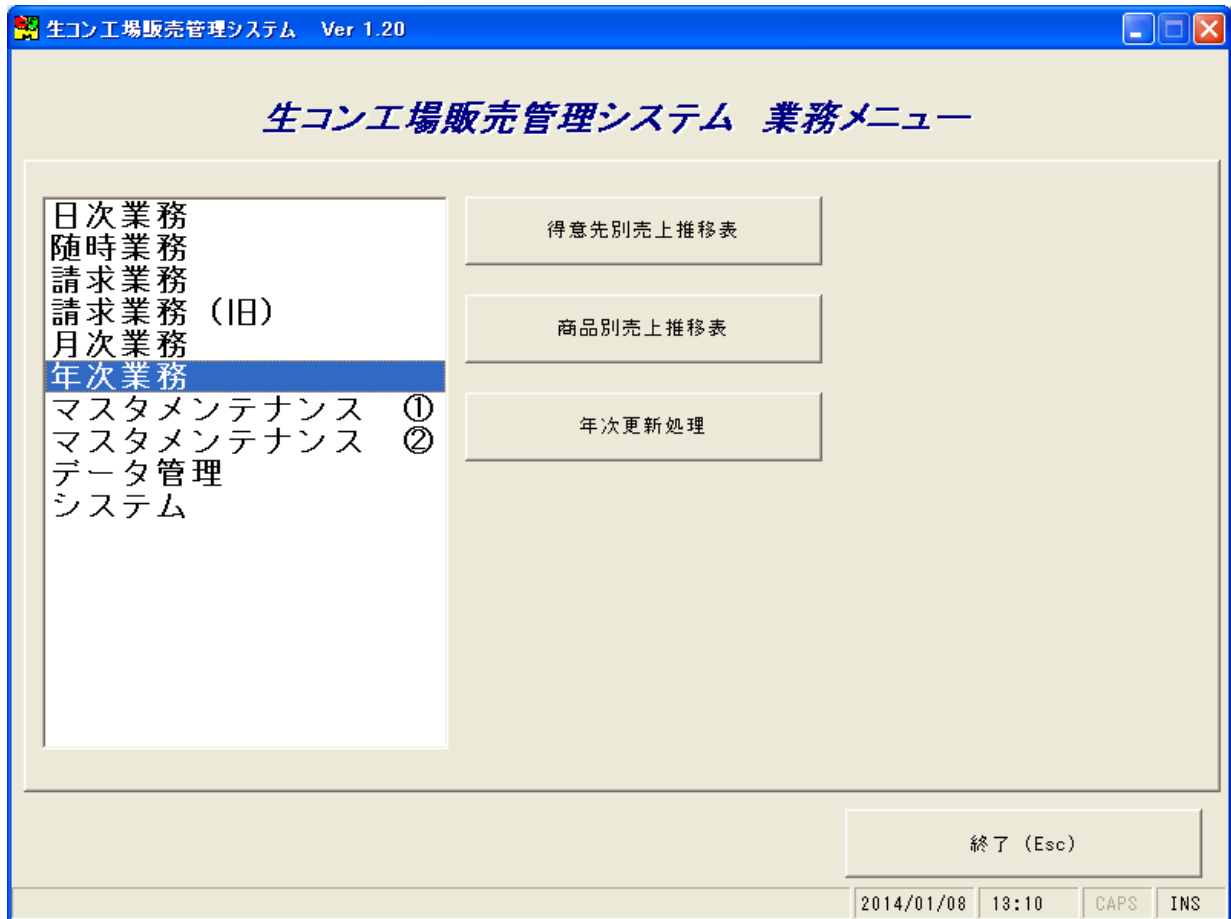 生コン工場販売管理システム Ver 1.20
生コン工場販売管理システム 業務メニュー
日次業務
随時業務
請求業務
請求業務（旧）
月次業務
年次業務
マスタメンテナンス ①
マスタメンテナンス ②
データ管理
システム
得意先別売上推移表
商品別売上推移表
年次更新処理
終了（Esc）
2014/01/08 13:10 CAPS INS